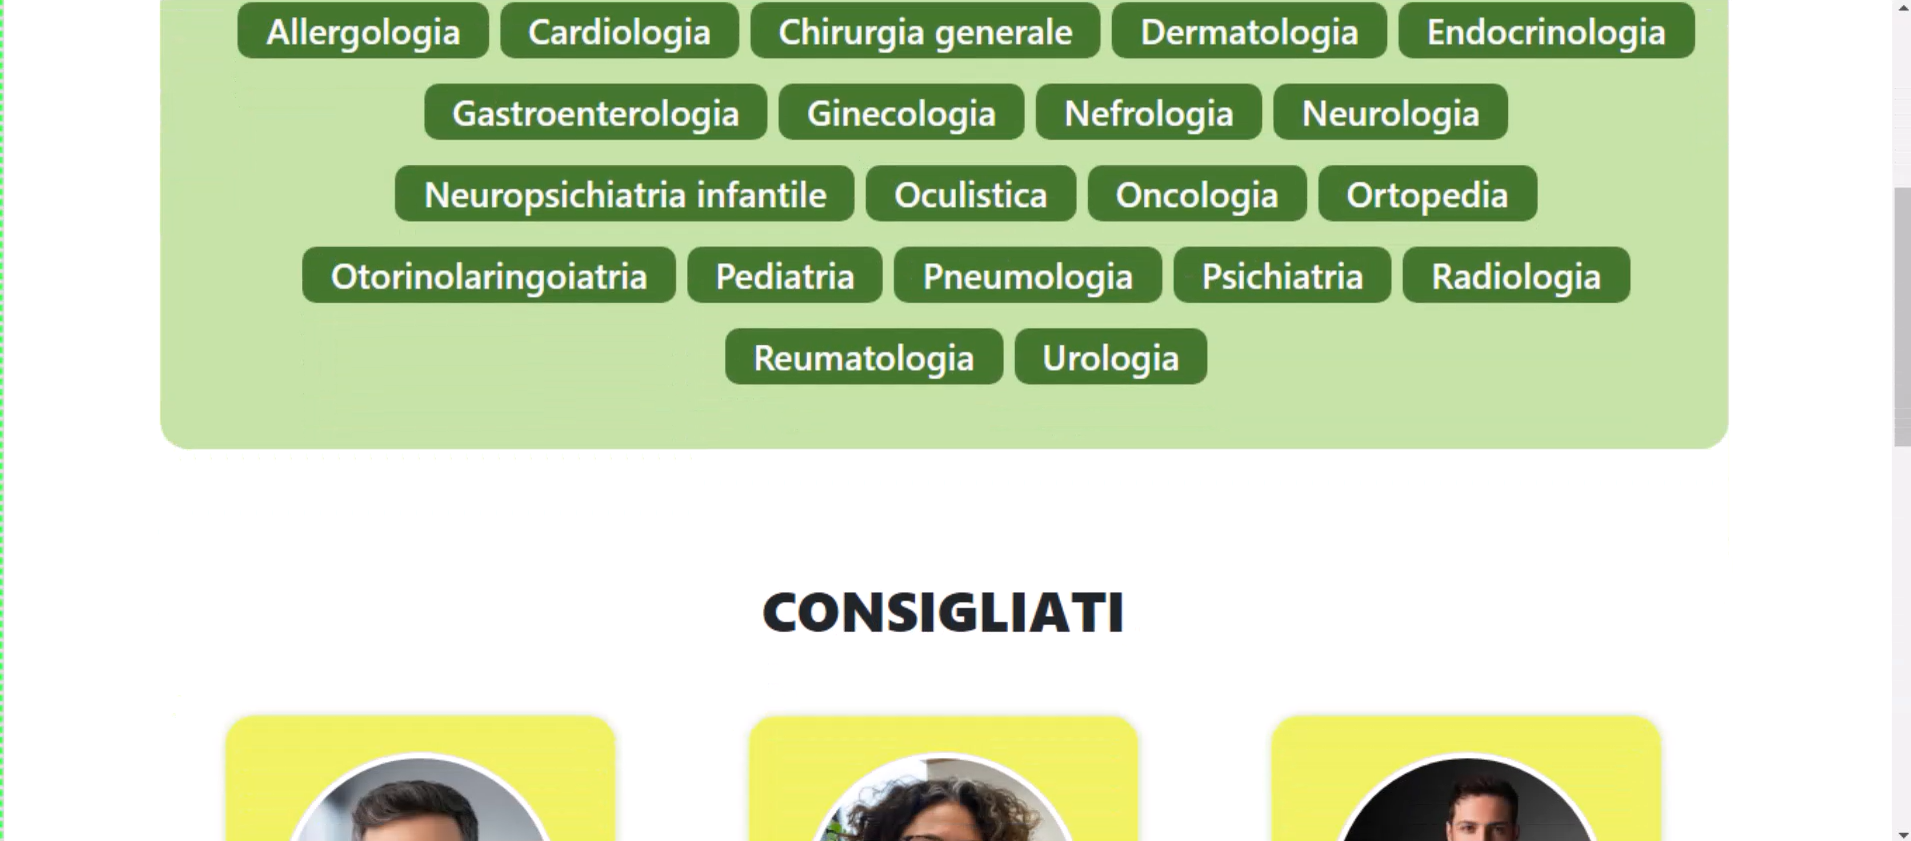 Allergologia Cardiologia Chirurgia generale Dermatologia Endocrinologia
Gastroenterologia Ginecologia Nefrologia Neurologia
Neuropsichiatria infantile Oculistica Oncologia Ortopedia
Otorinolaringoiatria Pediatria Pneumologia Psichiatria Radiologia
Reumatologia Urologia
CONSIGLIATI